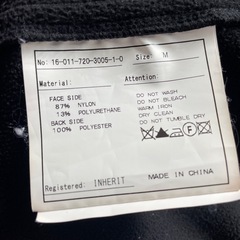 No: 16-011-720-3005-1-0 Size: M
Material: Attention
FACE SIDE DO NOT WASH
87% NYLON DO NOT BLEACH
13% POLYURETHANE WARM IRON
BACK SIDE DRY CLEAN
100% POLYESTER DO NOT TUMBLE DRY
Registered: INHERIT MADE IN CHINA